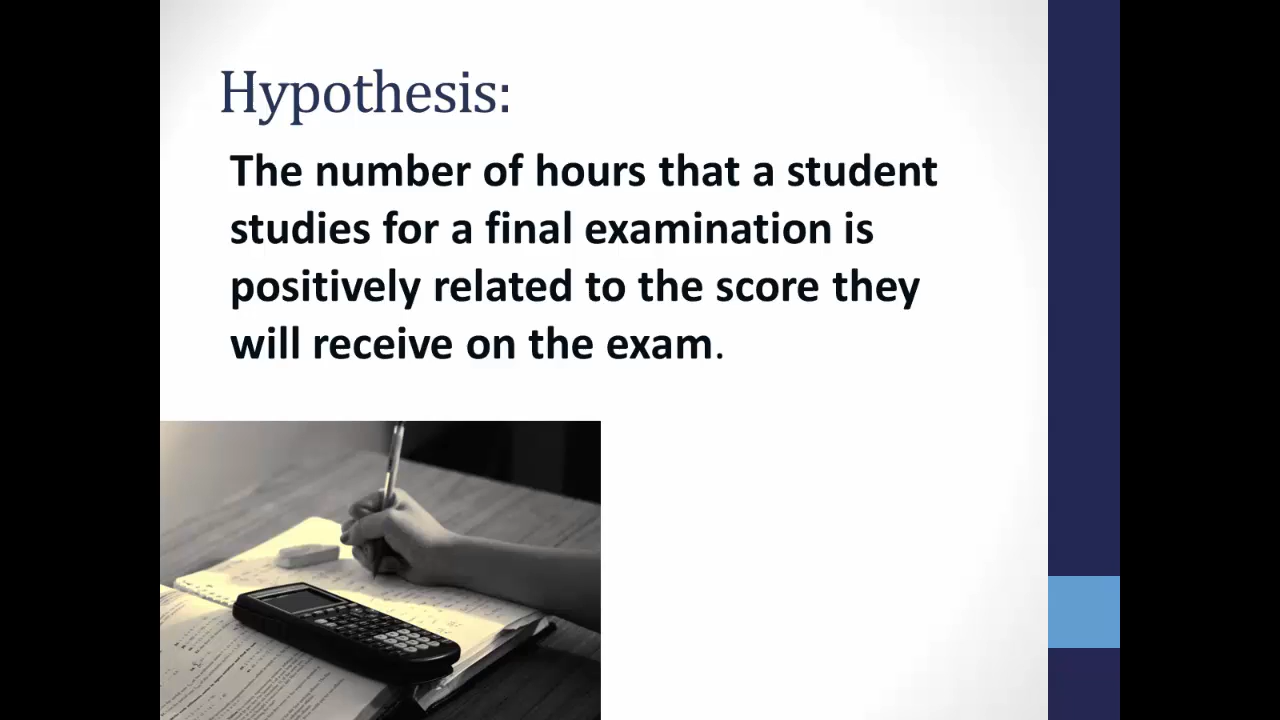 Hypothesis:
The number of hours that a student
studies for a final examination is
positively related to the score they
will receive on the exam.